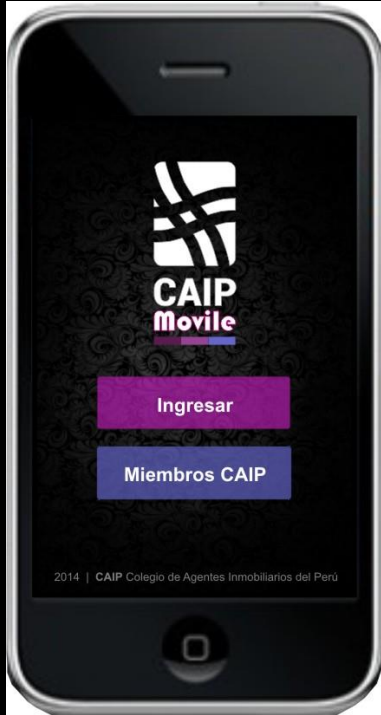 CAIP
Movile
Ingresar
Miembros CAIP
2014 | CAIP Colegio de Agentes Inmobiliarios del Perú